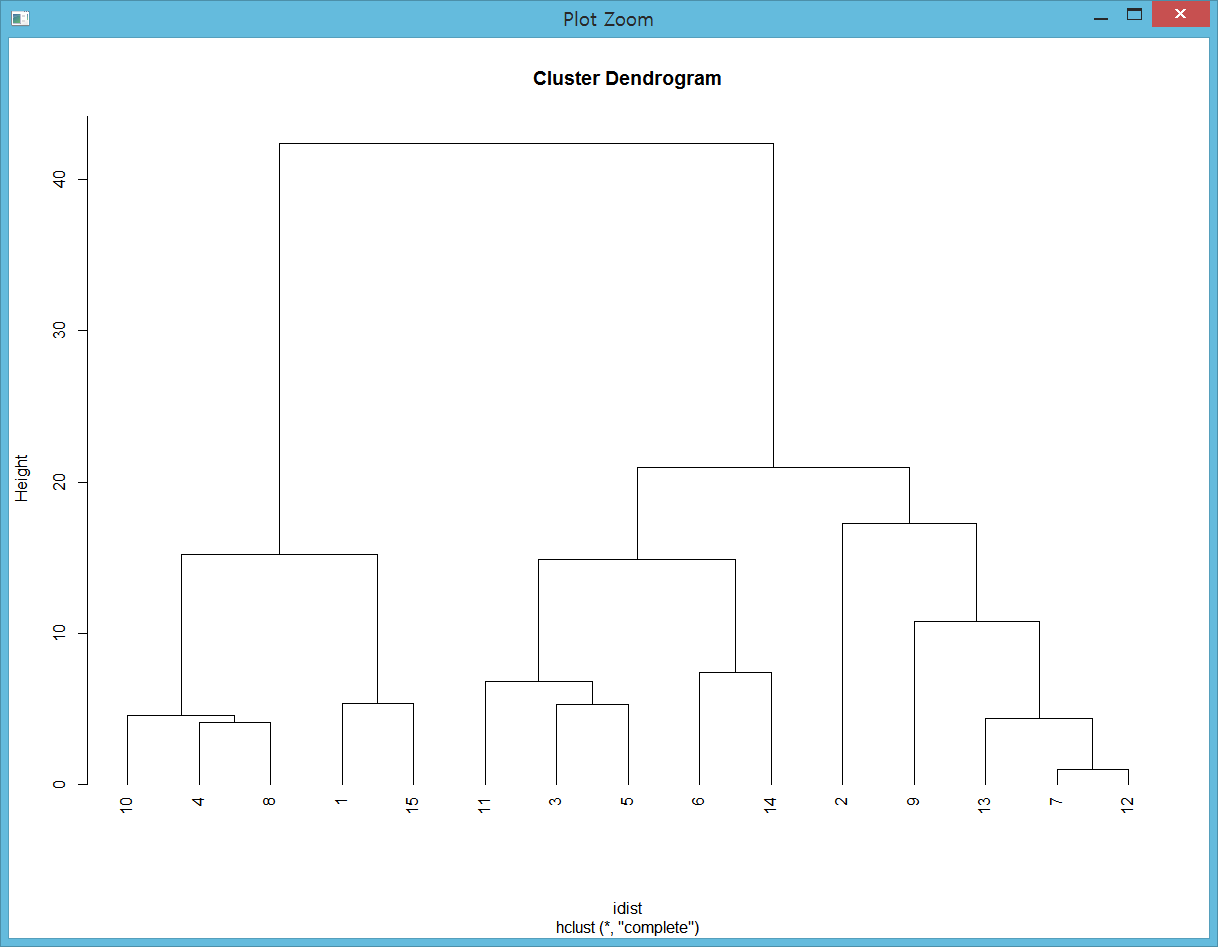 Plot Zoom
Cluster Dendrogram
Height
40
30
20
10
0
10 4 8 1 15 11 3 5 6 14 2 9 13 7 12
idist
hclust (*, "complete")